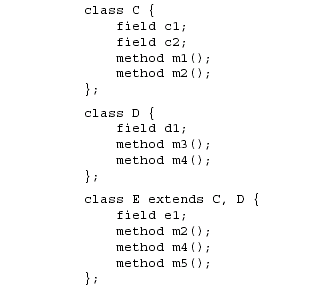 class C {
    field c1;
    field c2;
    method m1();
    method m2();
};
class D {
    field d1;
    method m3();
    method m4();
};
class E extends C, D {
    field e1;
    method m2();
    method m4();
    method m5();
};